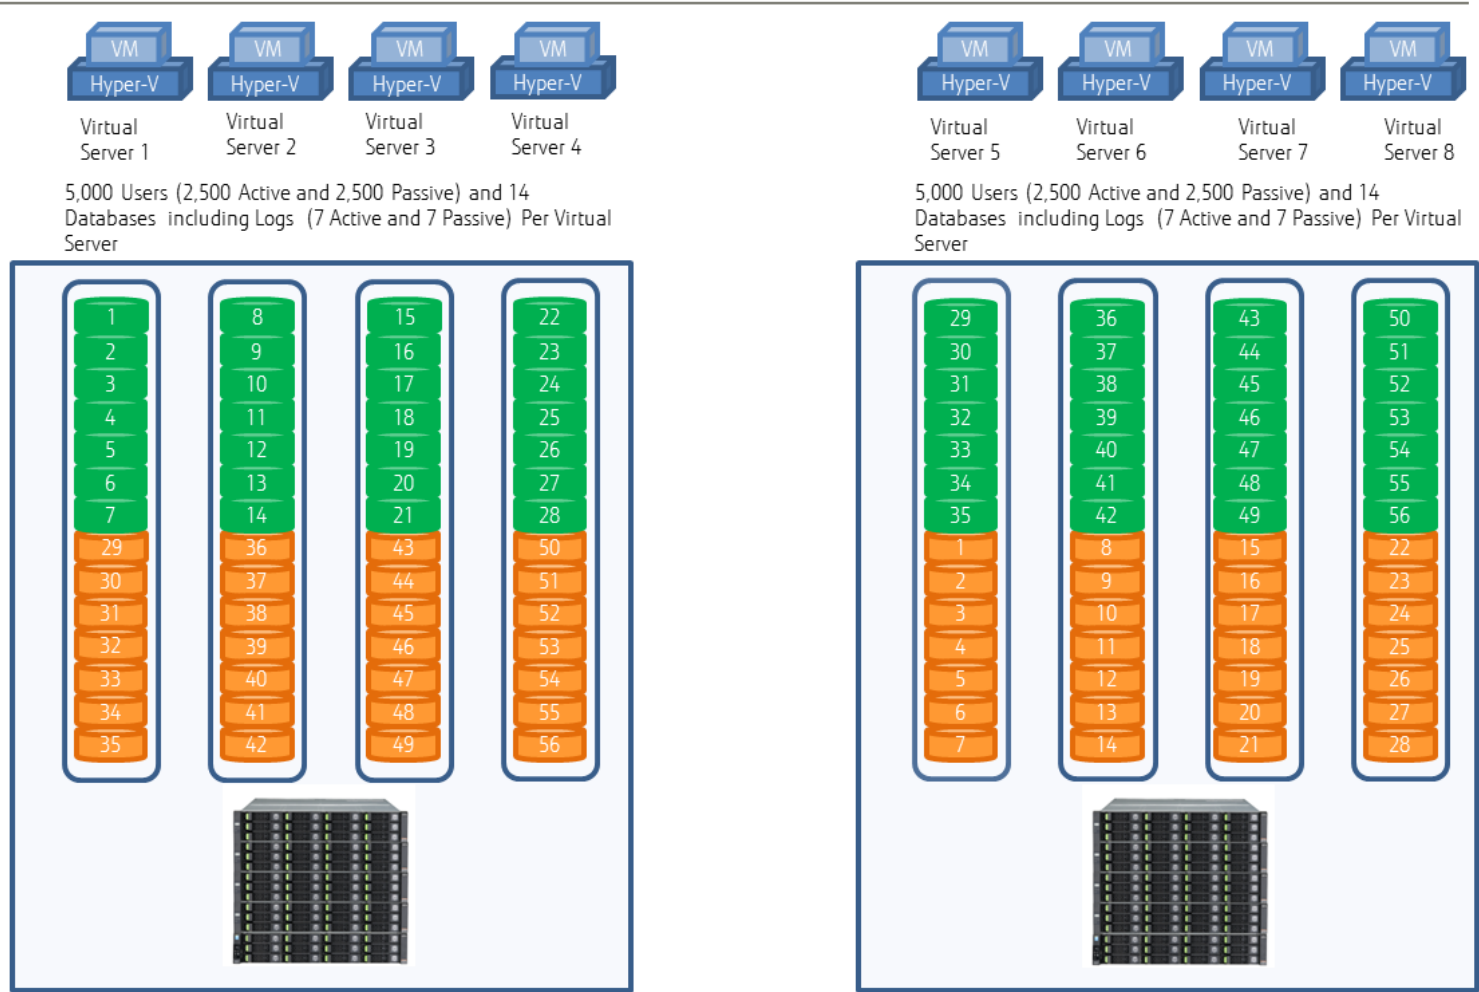 VM VM VM VM VM VM VM VM
Hyper-V Hyper-V Hyper-V Hyper-V Hyper-V Hyper-V Hyper-V Hyper-V
Virtual Virtual Virtual Virtual Virtual Virtual Virtual Virtual
Server 1 Server 2 Server 3 Server 4 Server 5 Server 6 Server 7 Server 8
5,000 Users (2,500 Active and 2,500 Passive) and 14
Databases including Logs (7 Active and 7 Passive) Per Virtual
Server
5,000 Users (2,500 Active and 2,500 Passive) and 14
Databases including Logs (7 Active and 7 Passive) Per Virtual
Server
1 8 15 22 29 36 43 50
2 9 16 23 30 37 44 51
3 10 17 24 31 38 45 52
4 11 18 25 32 39 46 53
5 12 19 26 33 40 47 54
6 13 20 27 34 41 48 55
7 14 21 28 35 42 49 56
29 36 43 50 1 8 15 22
30 37 44 51 2 9 16 23
31 38 45 52 3 10 17 24
32 39 46 53 4 11 18 25
33 40 47 54 5 12 19 26
34 41 48 55 6 13 20 27
35 42 49 56 7 14 21 28